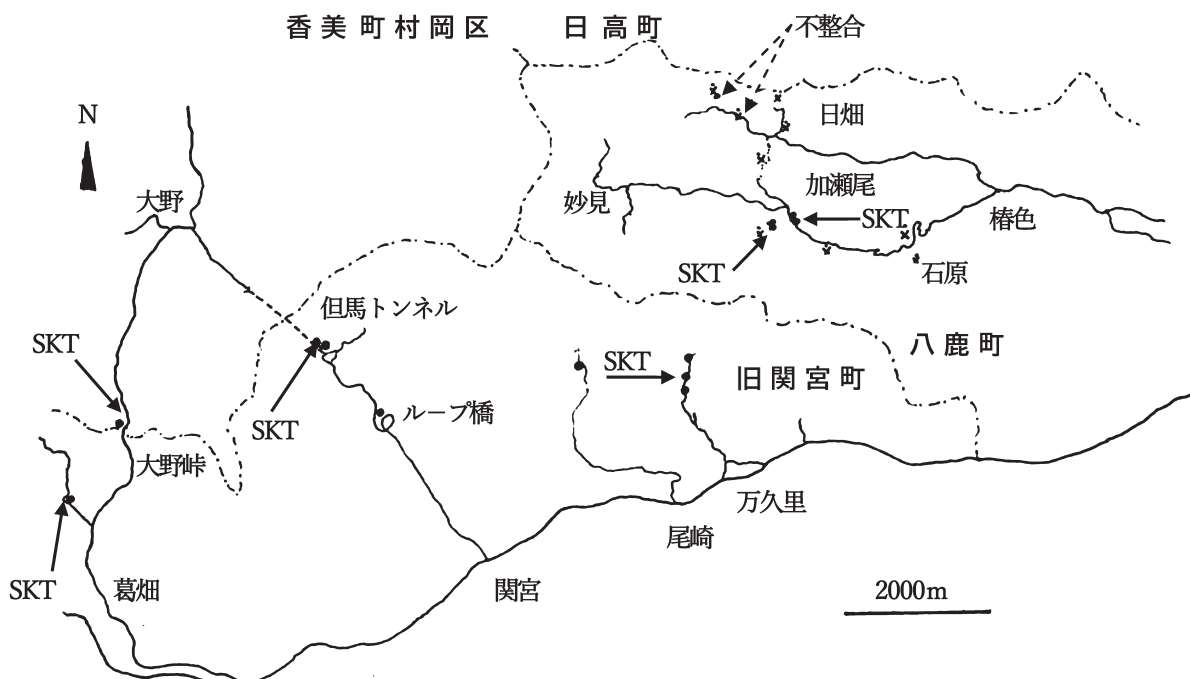 香美町村岡区
日高町
不整合
N
日畑
大野
加瀬尾
妙見
SKT
椿色
SKT
石原
但馬トンネル
SKT
八鹿町
SKT
旧関宮町
ループ橋
SKT
大野峠
万久里
尾崎
SKT
葛畑
関宮
2000m